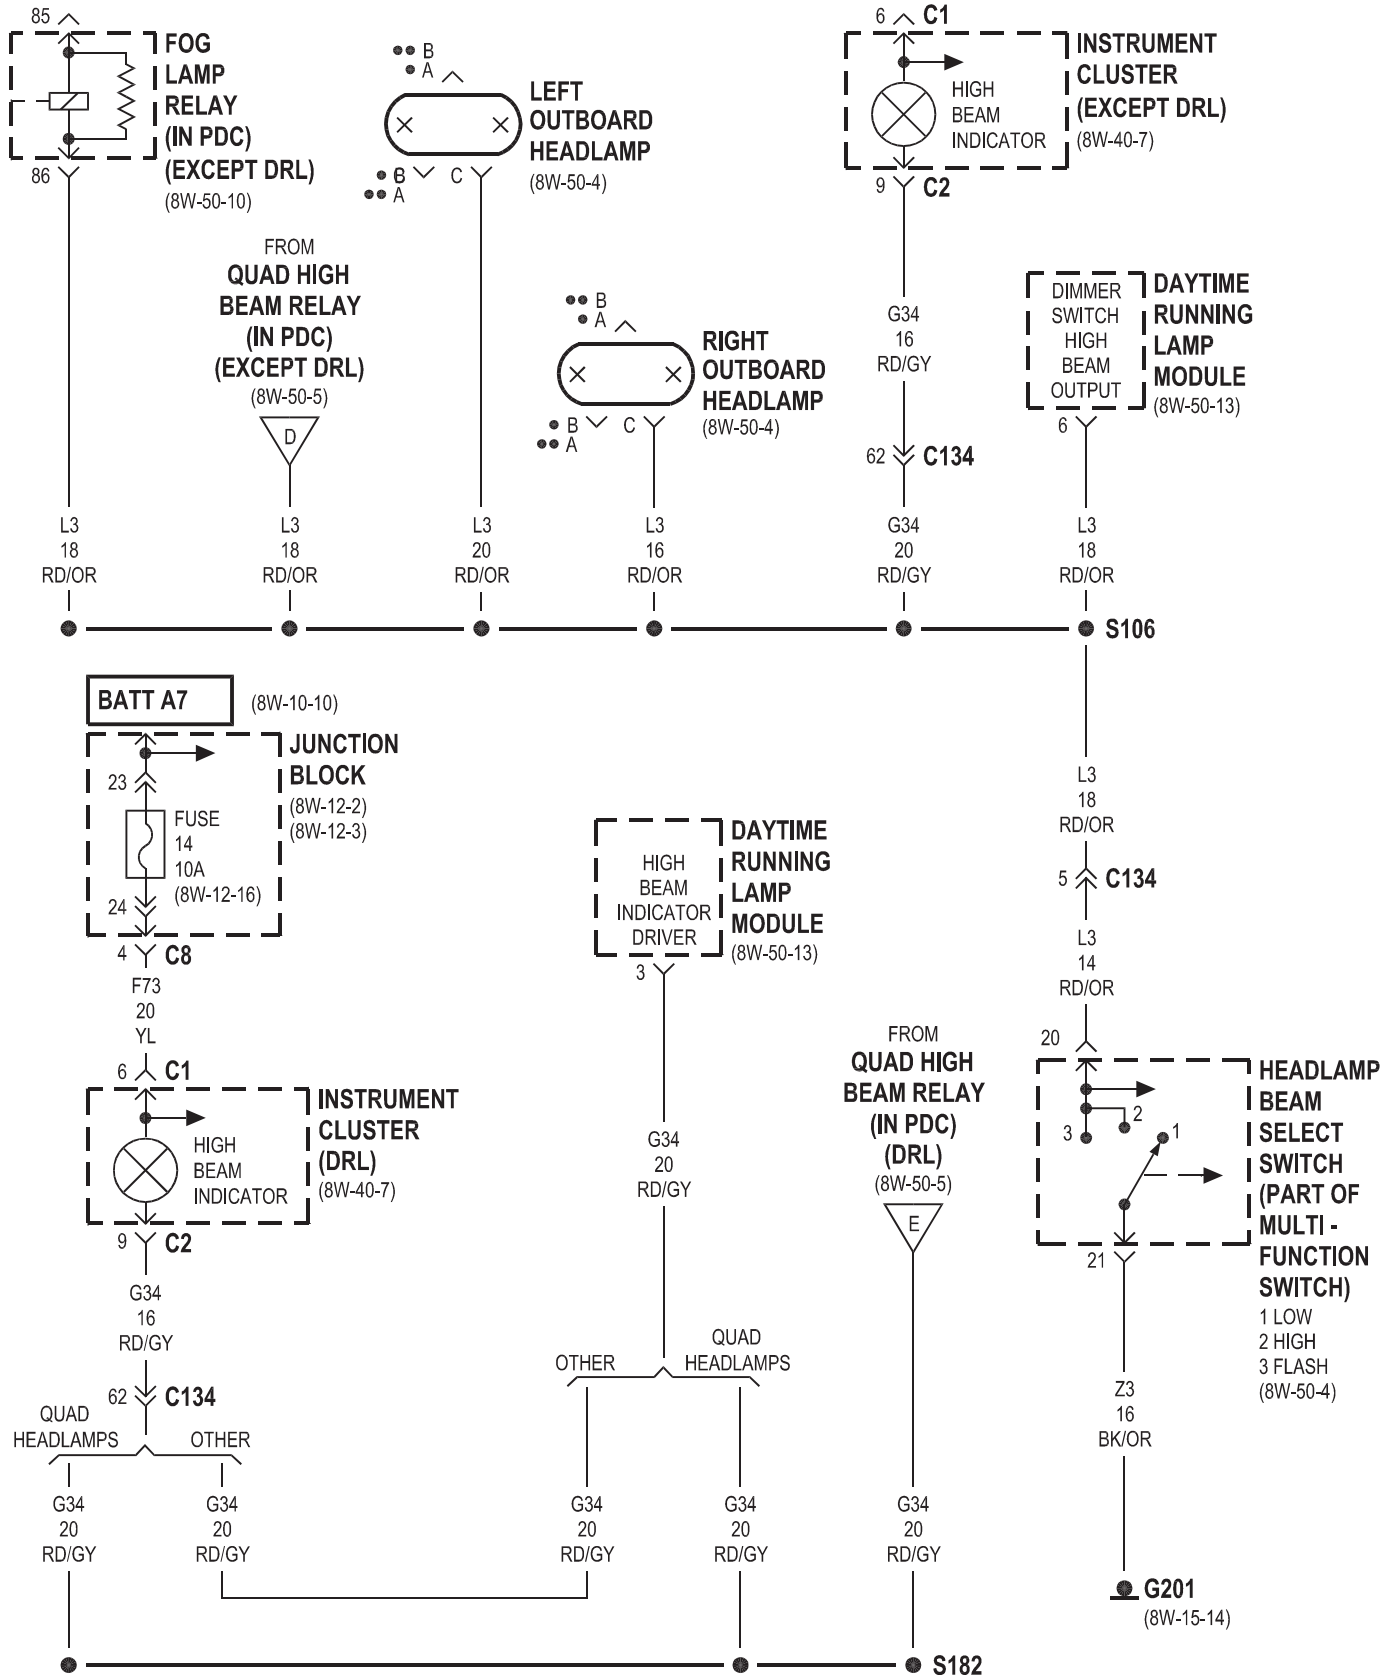 85
FOG
LAMP
RELAY
(IN PDC)
(EXCEPT DRL)
(8W-50-10)
86
B
A
LEFT
OUTBOARD
HEADLAMP
(8W-50-4)
B
C
A
6 C1
INSTRUMENT
CLUSTER
(EXCEPT DRL)
(8W-40-7)
HIGH
BEAM
INDICATOR
9 C2
FROM
QUAD HIGH
BEAM RELAY
(IN PDC)
(EXCEPT DRL)
(8W-50-5)
D
B
A
RIGHT
OUTBOARD
HEADLAMP
(8W-50-4)
B
C
A
G34
16
RD/GY
62 C134
DIMMER
SWITCH
HIGH
BEAM
OUTPUT
DAYTIME
RUNNING
LAMP
MODULE
(8W-50-13)
6
L3
18
RD/OR
L3
18
RD/OR
L3
20
RD/OR
L3
16
RD/OR
G34
20
RD/GY
L3
18
RD/OR
S106
BATT A7
(8W-10-10)
JUNCTION
BLOCK
(8W-12-2)
(8W-12-3)
23
FUSE
14
10A
(8W-12-16)
24
4 C8
F73
20
YL
6 C1
INSTRUMENT
CLUSTER
(DRL)
(8W-40-7)
HIGH
BEAM
INDICATOR
9 C2
G34
16
RD/GY
62 C134
QUAD
HEADLAMPS
OTHER
G34
20
RD/GY
G34
20
RD/GY
HIGH
BEAM
INDICATOR
DRIVER
DAYTIME
RUNNING
LAMP
MODULE
(8W-50-13)
3
G34
20
RD/GY
OTHER
QUAD
HEADLAMPS
G34
20
RD/GY
G34
20
RD/GY
FROM
QUAD HIGH
BEAM RELAY
(IN PDC)
(DRL)
(8W-50-5)
E
G34
20
RD/GY
S182
L3
18
RD/OR
5 C134
L3
14
RD/OR
20
HEADLAMP
BEAM
SELECT
SWITCH
(PART OF
MULTI -
FUNCTION
SWITCH)
1 LOW
2 HIGH
3 FLASH
(8W-50-4)
3
2
1
21
Z3
16
BK/OR
G201
(8W-15-14)